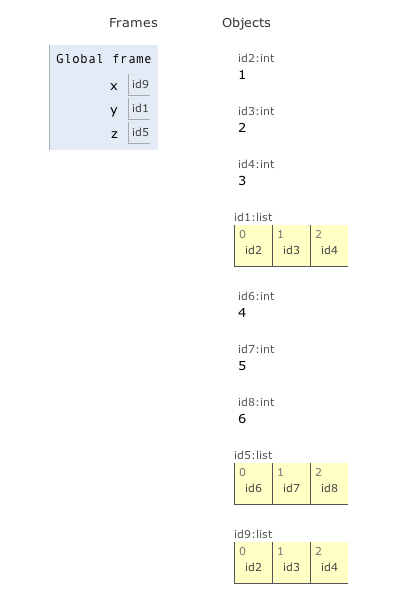 Frames Objects
Global frame
x id9
y id1
z id5
id2:int
1
id3:int
2
id4:int
3
id1:list
0 1 2
id2 id3 id4
id6:int
4
id7:int
5
id8:int
6
id5:list
0 1 2
id6 id7 id8
id9:list
0 1 2
id2 id3 id4